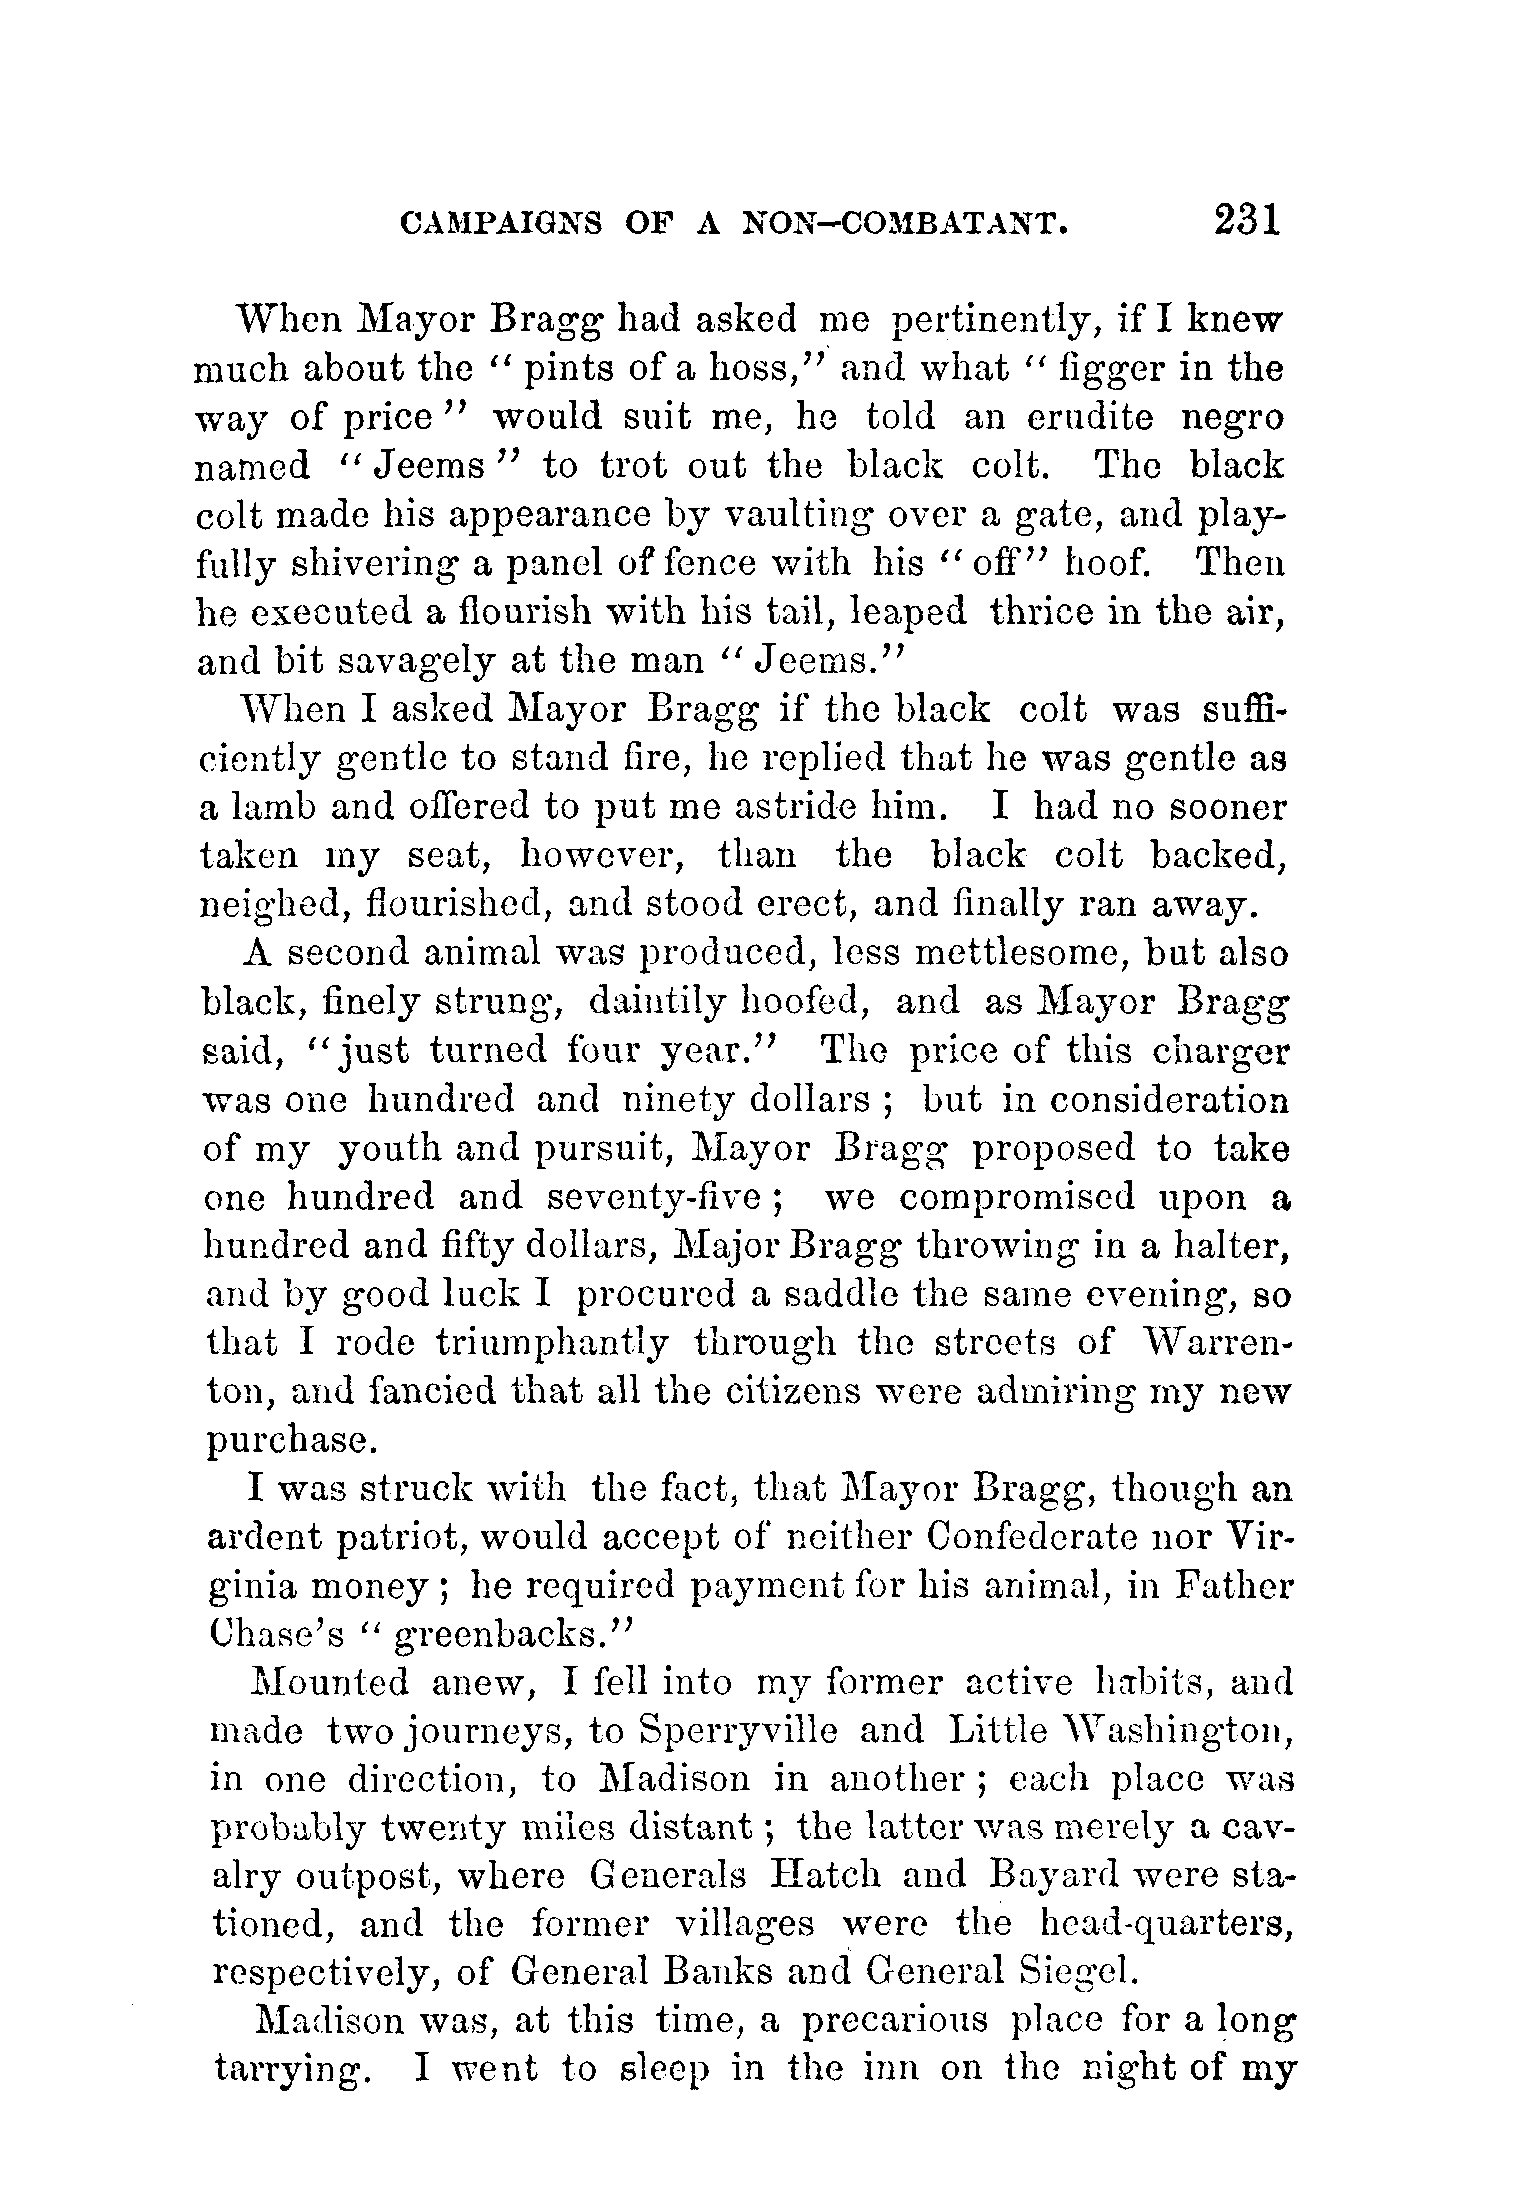 CAMPAIGNS OF A NON-COMBATANT. 231
When Mayor Bragg had asked me pertinently, if I knew
much about the "pints of a hoss," and what "figger in the
way of price" would suit me, he told an erudite negro
named "Jeems" to trot out the black colt. The black
colt made his appearance by vaulting over a gate, and play-
fully shivering a panel of fence with his "off" hoof. Then
he executed a flourish with his tail, leaped thrice in the air,
and bit savagely at the man "Jeems."
When I asked Mayor Bragg if the black colt was suffi-
ciently gentle to stand fire, he replied that he was gentle as
a lamb and offered to put me astride him. I had no sooner
taken my seat, however, than the black colt backed,
neighed, flourished, and stood erect, and finally ran away.
A second animal was produced, less mettlesome, but also
black, finely strung, daintily hoofed, and as Mayor Bragg
said, "just turned four year." The price of this charger
was one hundred and ninety dollars; but in consideration
of my youth and pursuit, Mayor Bragg proposed to take
one hundred and seventy-five; we compromised upon a
hundred and fifty dollars, Major Bragg throwing in a halter,
and by good luck I procured a saddle the same evening, so
that I rode triumphantly through the streets of Warren-
ton, and fancied that all the citizens were admiring my new
purchase.
I was struck with the fact, that Mayor Bragg, though an
ardent patriot, would accept of neither Confederate nor Vir-
ginia money; he required payment for his animal, in Father
Chase's "greenbacks."
Mounted anew, I fell into my former active habits, and
made two journeys, to Sperryville and Little Washington,
in one direction, to Madison in another; each place was
probably twenty miles distant; the latter was merely a cav-
alry outpost, where Generals Hatch and Bayard were sta-
tioned, and the former villages were the head-quarters,
respectively, of General Banks and General Siegel.
Madison was, at this time, a precarious place for a long
tarrying. I went to sleep in the inn on the night of my